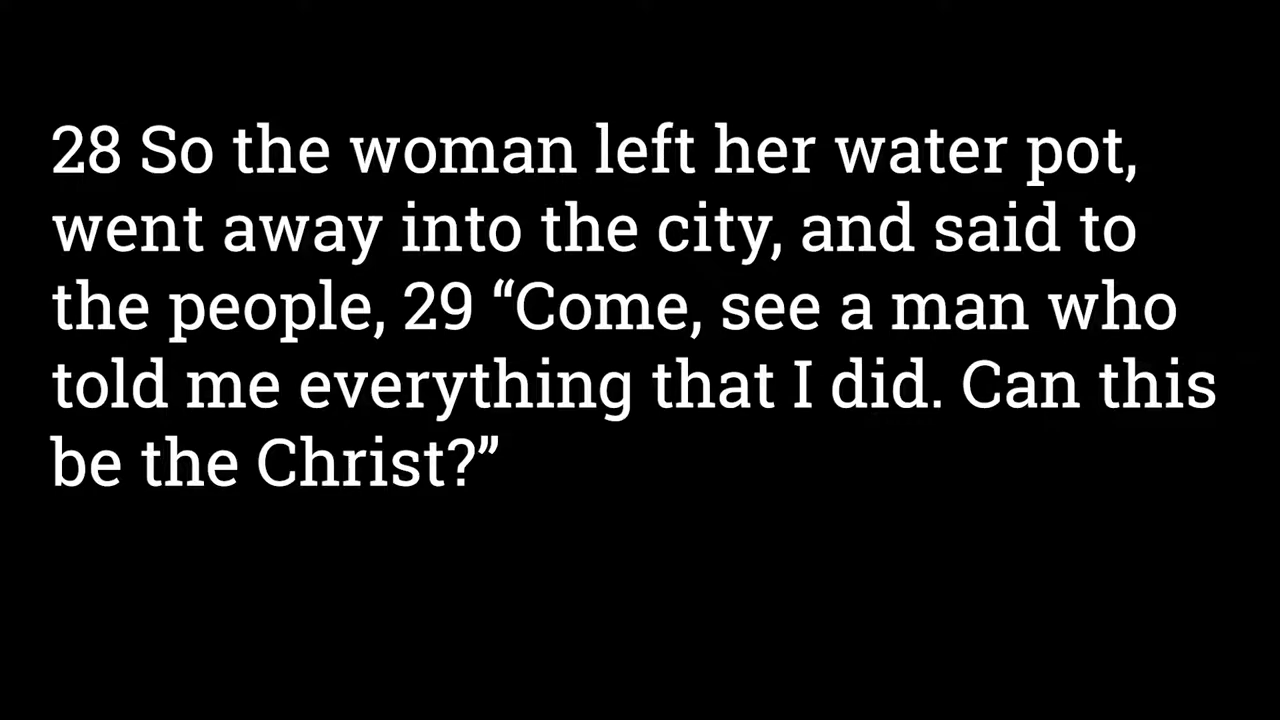 28 So the woman left her water pot,
went away into the city, and said to
the people, 29 “Come, see a man who
told me everything that I did. Can this
be the Christ?”